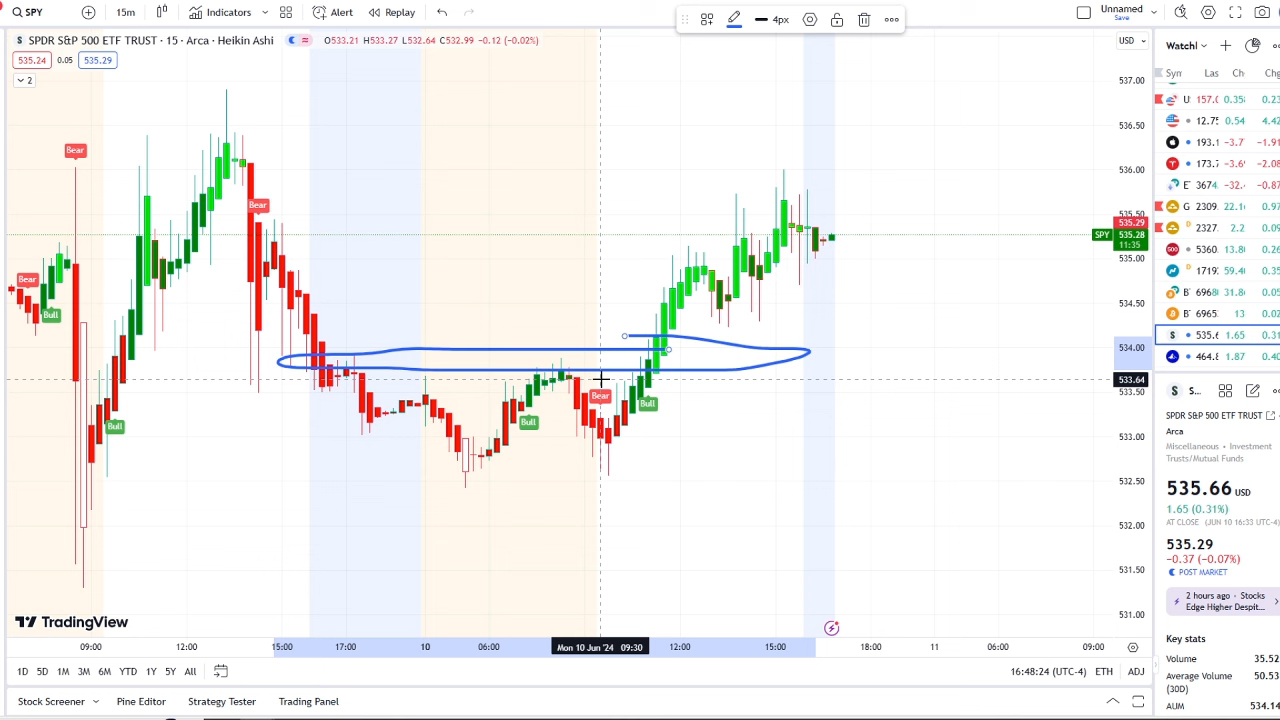 SPY 15m Indicators Alert Replay 4px Unnamed
Save
SPDR S&P 500 ETF TRUST · 15 · Arca · Heikin Ashi O533.21 H533.27 L532.64 C532.99 -0.12 (-0.02%) USD
535.24 0.05 535.29
2
537.00
536.50
536.00
535.50
535.29
SPY 535.28
11:35
535.00
534.50
534.00
533.64
533.50
533.00
532.50
532.00
531.50
531.00
Bear
Bear
Bear
Bull
Bull
Bull
Bear
Bull
TradingView
09:00 12:00 15:00 17:00 10 06:00 Mon 10 Jun '24 09:30 12:00 15:00 18:00 11 06:00 09:00
1D 5D 1M 3M 6M YTD 1Y 5Y All 16:48:24 (UTC-4) ETH ADJ
Stock Screener Pine Editor Strategy Tester Trading Panel
Watchl
Last Ch Chg
U 157.0 0.35 0.23
12.75 0.54 4.42
193.1 -3.7 -1.91
173.7 -3.6 -2.08
E 3674. -32. -0.87
G 2309. 22.1 0.97
2327. 2.2 0.09
5360. 13.8 0.26
1719 59.4 0.35
B 6968 31.8 0.05
B 6965 13 0.02
S 535.6 1.65 0.31
464.8 1.87 0.40
S...
SPDR S&P 500 ETF TRUST
Arca
Miscellaneous • Investment
Trusts/Mutual Funds
535.66 USD
1.65 (0.31%)
AT CLOSE (JUN 10 16:33 UTC-4)
535.29
-0.37 (-0.07%)
POST MARKET
2 hours ago · Stocks
Edge Higher Despit...
Key stats
Volume 35.52
Average Volume 50.53
(30D)
AUM 534.14